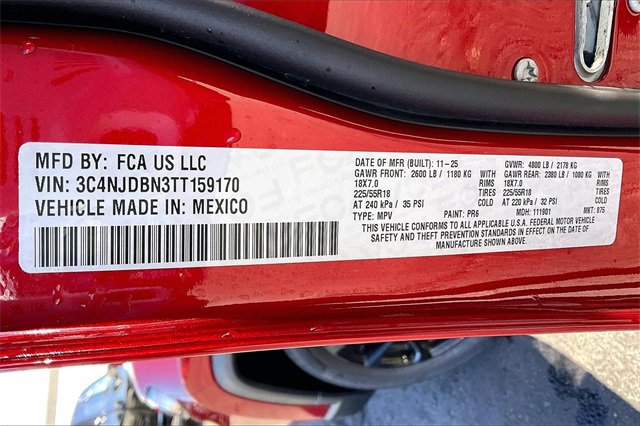 MFD BY: FCA US LLC
VIN: 3C4NJDBN3TT159170
VEHICLE MADE IN: MEXICO
DATE OF MFR (BUILT): 11-25 GVWR: 4800 LB / 2178 KG
GAWR FRONT: 2600 LB / 1180 KG GAWR REAR: 2380 LB / 1080 KG
18X7.0 RIMS 18X7.0 RIMS
225/55R18 TIRES 225/55R18 TIRES
AT 240 kPa / 35 PSI COLD AT 220 kPa / 32 PSI COLD
TYPE: MPV PAINT: PR6 MDH: 111901 MKT: 875
THIS VEHICLE CONFORMS TO ALL APPLICABLE U.S.A. FEDERAL MOTOR VEHICLE
SAFETY AND THEFT PREVENTION STANDARDS IN EFFECT ON THE DATE OF
MANUFACTURE SHOWN ABOVE.